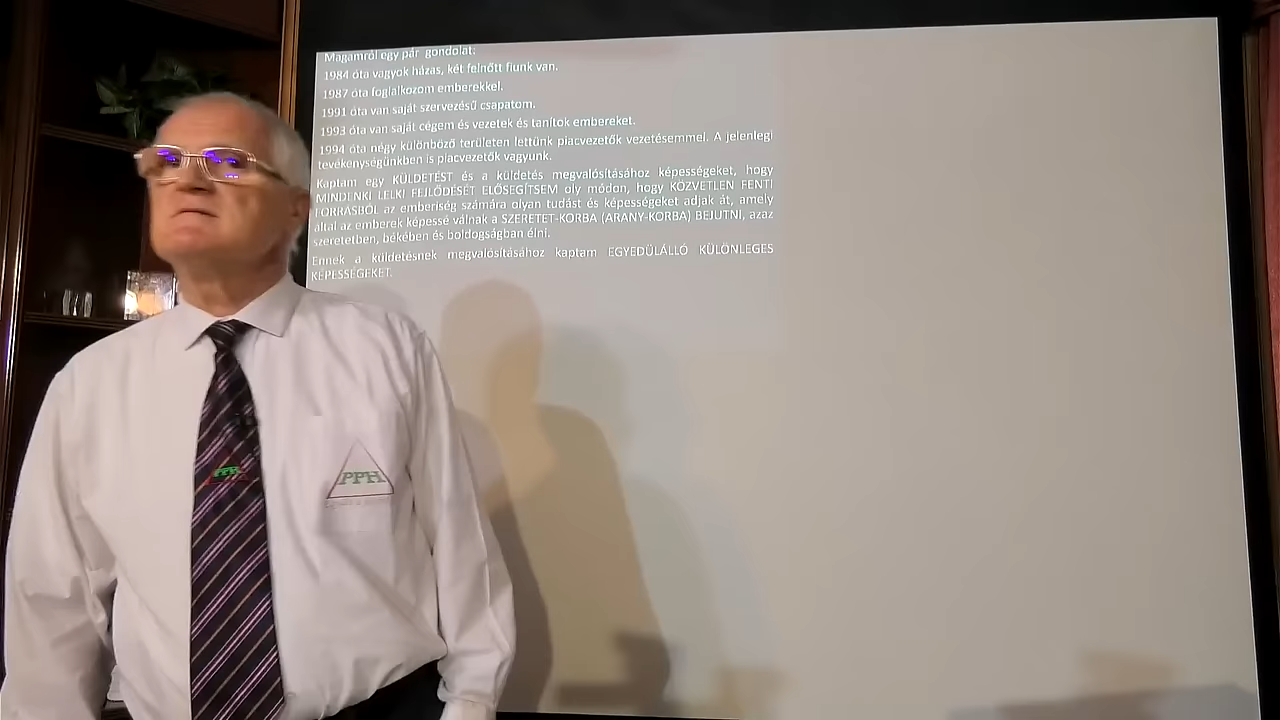 Magamról egy pár gondolat:
1984 óta vagyok házas, két felnőtt fiunk van.
1987 óta foglalkozom emberekkel.
1991 óta van saját szervezésű csapatom.
1993 óta van saját cégem és vezetek és tanítok embereket.
1994 óta négy különböző területen lettünk piacvezetők vezetésemmel. A jelenlegi
tevékenységünkben is piacvezetők vagyunk.
Kaptam egy KÜLDETÉST és a küldetés megvalósításához képességeket, hogy
MINDENKI LELKI FEJLŐDÉSÉT ELŐSEGÍTSEM oly módon, hogy KÖZVETLEN FENTI
FORRÁSBÓL az emberiség számára olyan tudást és képességeket adjak át, amely
által az emberek képessé válnak a SZERETET-KORBA (ARANY-KORBA) BEJUTNI, azaz
szeretetben, békében és boldogságban élni.
Ennek a küldetésnek megvalósításához kaptam EGYEDÜLÁLLÓ KÜLÖNLEGES
KÉPESSÉGEKET.
PPH
PPH